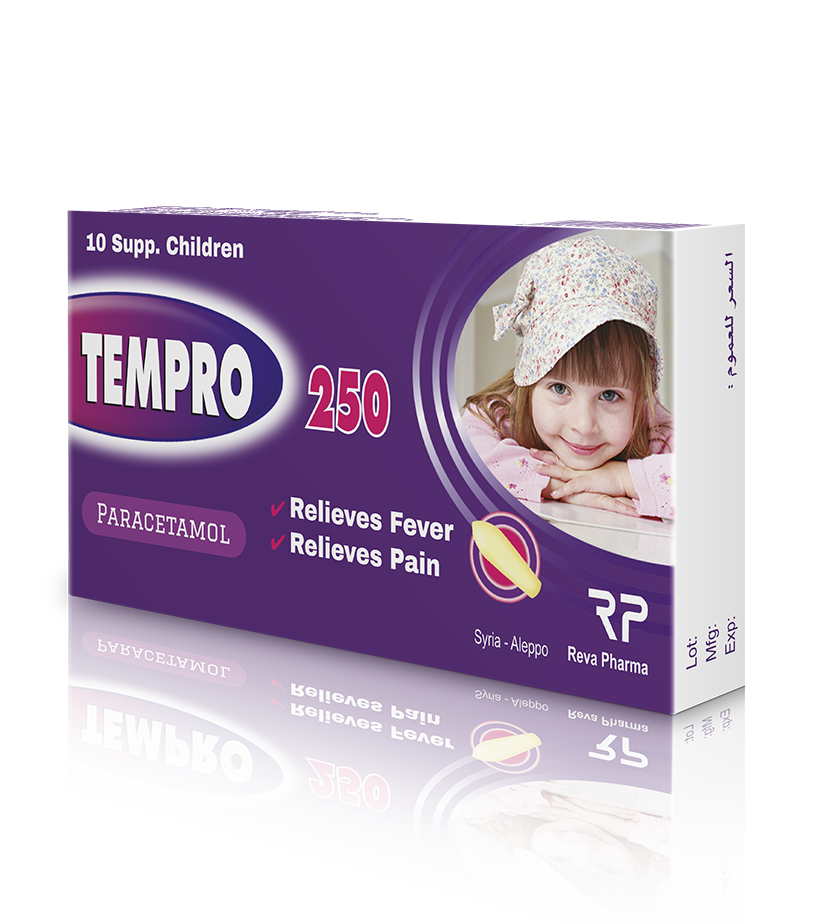 10 Supp. Children
TEMPRO
250
PARACETAMOL
✓ Relieves Fever
✓ Relieves Pain
Syria - Aleppo
RP
Reva Pharma
السعر للعموم :
Lot:
Mfg:
Exp: